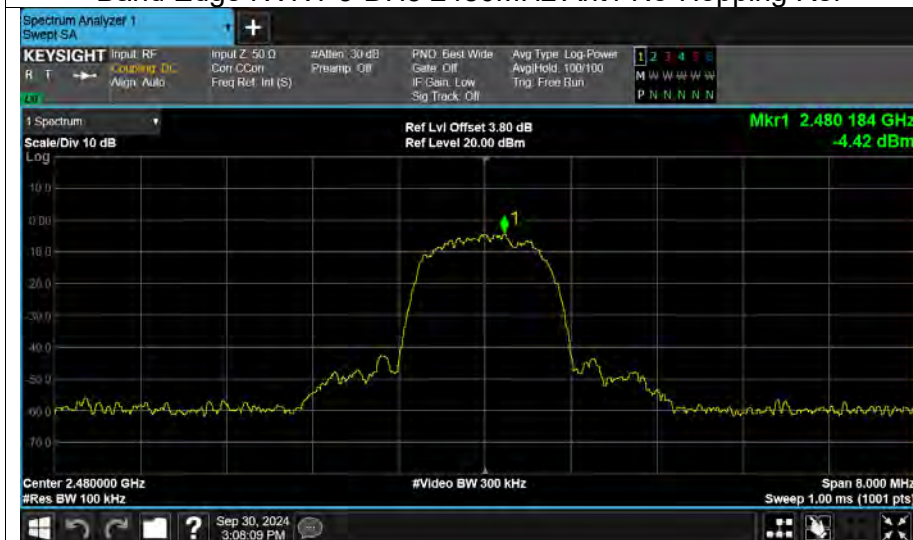 Spectrum Analyzer 1
Swept SA
+
KEYSIGHT
R T
Input: RF
Coupling: DC
Align: Auto
Input Z: 50 Ω
Corr CCorr
Freq Ref: Int (S)
#Atten: 30 dB
Preamp: Off
PNO: Best Wide
Gate: Off
IF Gain: Low
Sig Track: Off
Avg Type: Log-Power
Avg|Hold: 100/100
Trig: Free Run
1 2 3 4 5 6
M W W W W W
P N N N N N
1 Spectrum
Scale/Div 10 dB
Ref Lvl Offset 3.80 dB
Ref Level 20.00 dBm
Mkr1 2.480 184 GHz
-4.42 dBm
Log
10.0
0.00
1
-10.0
-20.0
-30.0
-40.0
-50.0
-60.0
-70.0
Center 2.480000 GHz
#Res BW 100 kHz
#Video BW 300 kHz
Span 8.000 MHz
Sweep 1.00 ms (1001 pts)
?
Sep 30, 2024
3:08:09 PM